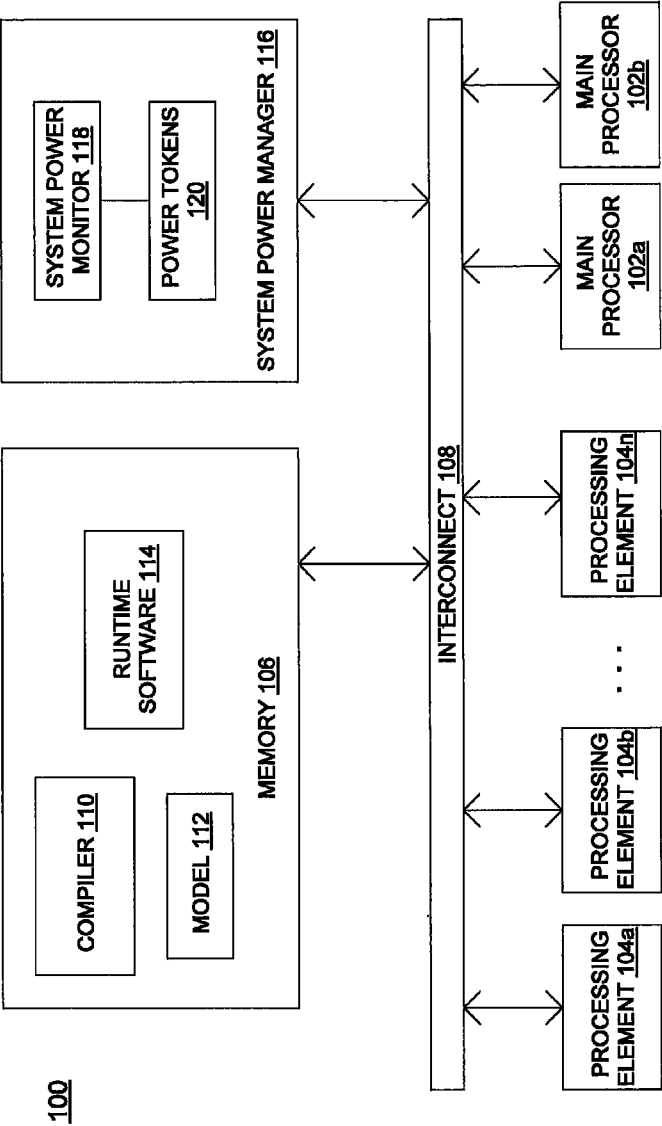 100
COMPILER 110
MODEL 112
RUNTIME
SOFTWARE 114
MEMORY 106
SYSTEM POWER
MONITOR 118
POWER TOKENS
120
SYSTEM POWER MANAGER 116
INTERCONNECT 108
PROCESSING
ELEMENT 104a
PROCESSING
ELEMENT 104b
. . .
PROCESSING
ELEMENT 104n
MAIN
PROCESSOR
102a
MAIN
PROCESSOR
102b